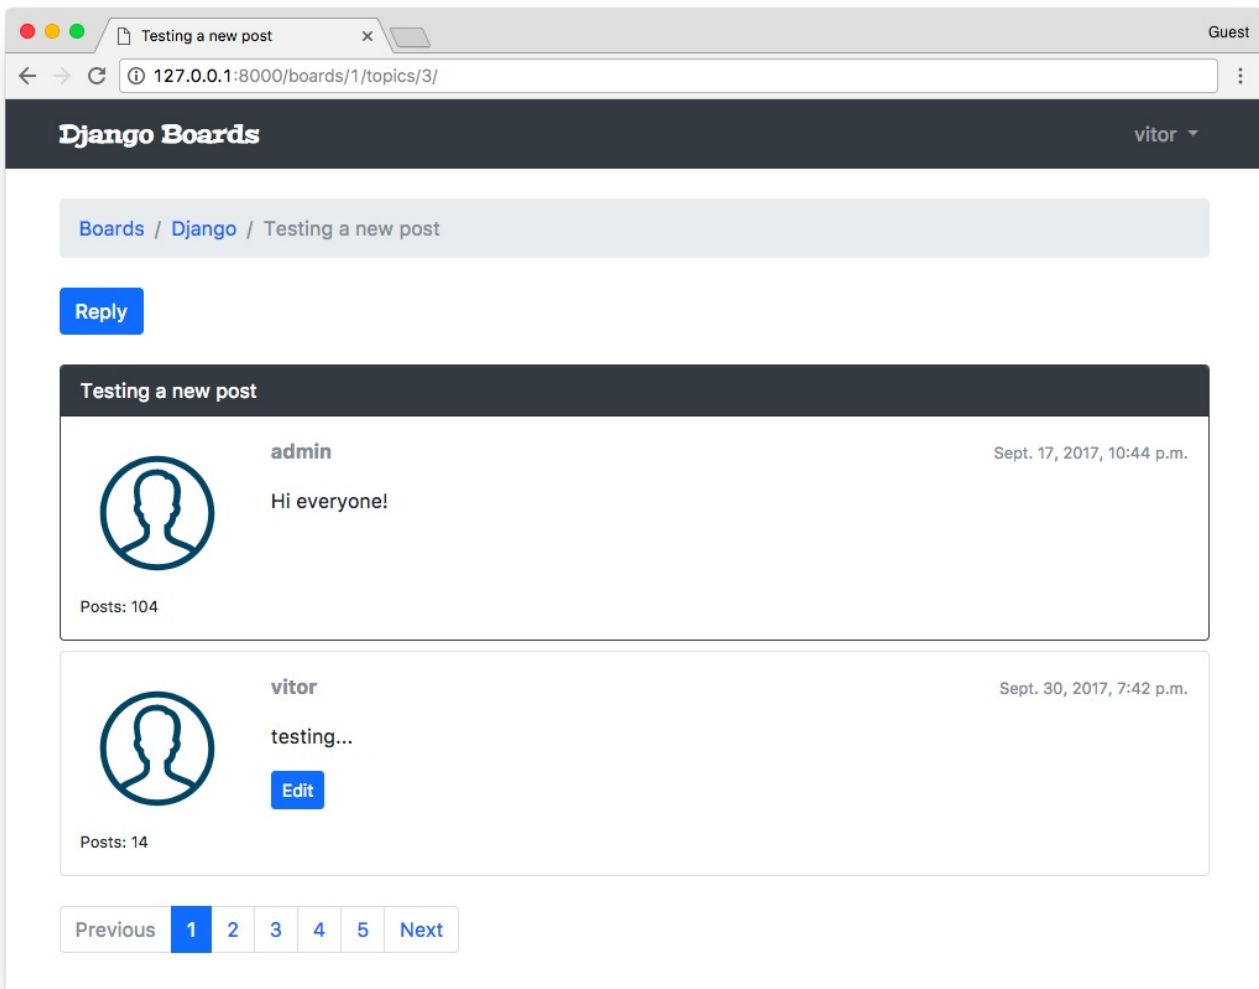 Testing a new post
Guest
127.0.0.1:8000/boards/1/topics/3/
Django Boards vitor
Boards / Django / Testing a new post
Reply
Testing a new post
admin Sept. 17, 2017, 10:44 p.m.
Hi everyone!
Posts: 104
vitor Sept. 30, 2017, 7:42 p.m.
testing...
Edit
Posts: 14
Previous 1 2 3 4 5 Next